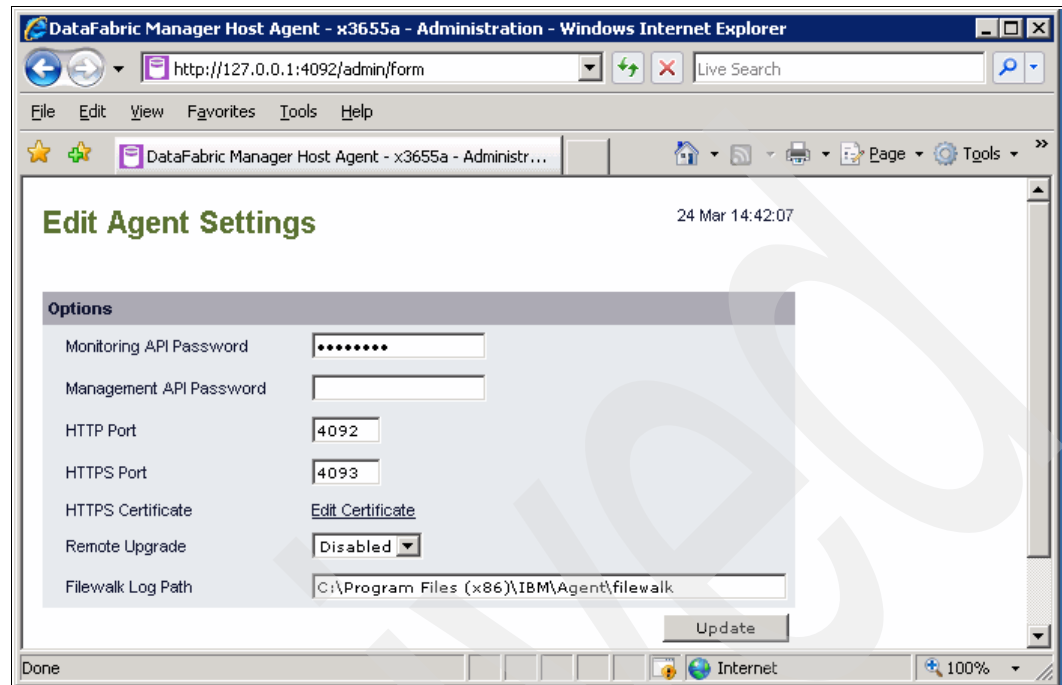 DataFabric Manager Host Agent - x3655a - Administration - Windows Internet Explorer
http://127.0.0.1:4092/admin/form
Live Search
File Edit View Favorites Tools Help
DataFabric Manager Host Agent - x3655a - Administr...
Page Tools »
Edit Agent Settings
24 Mar 14:42:07
Options
Monitoring API Password ••••••••
Management API Password
HTTP Port 4092
HTTPS Port 4093
HTTPS Certificate Edit Certificate
Remote Upgrade Disabled
Filewalk Log Path C:\Program Files (x86)\IBM\Agent\filewalk
Update
Done Internet 100%